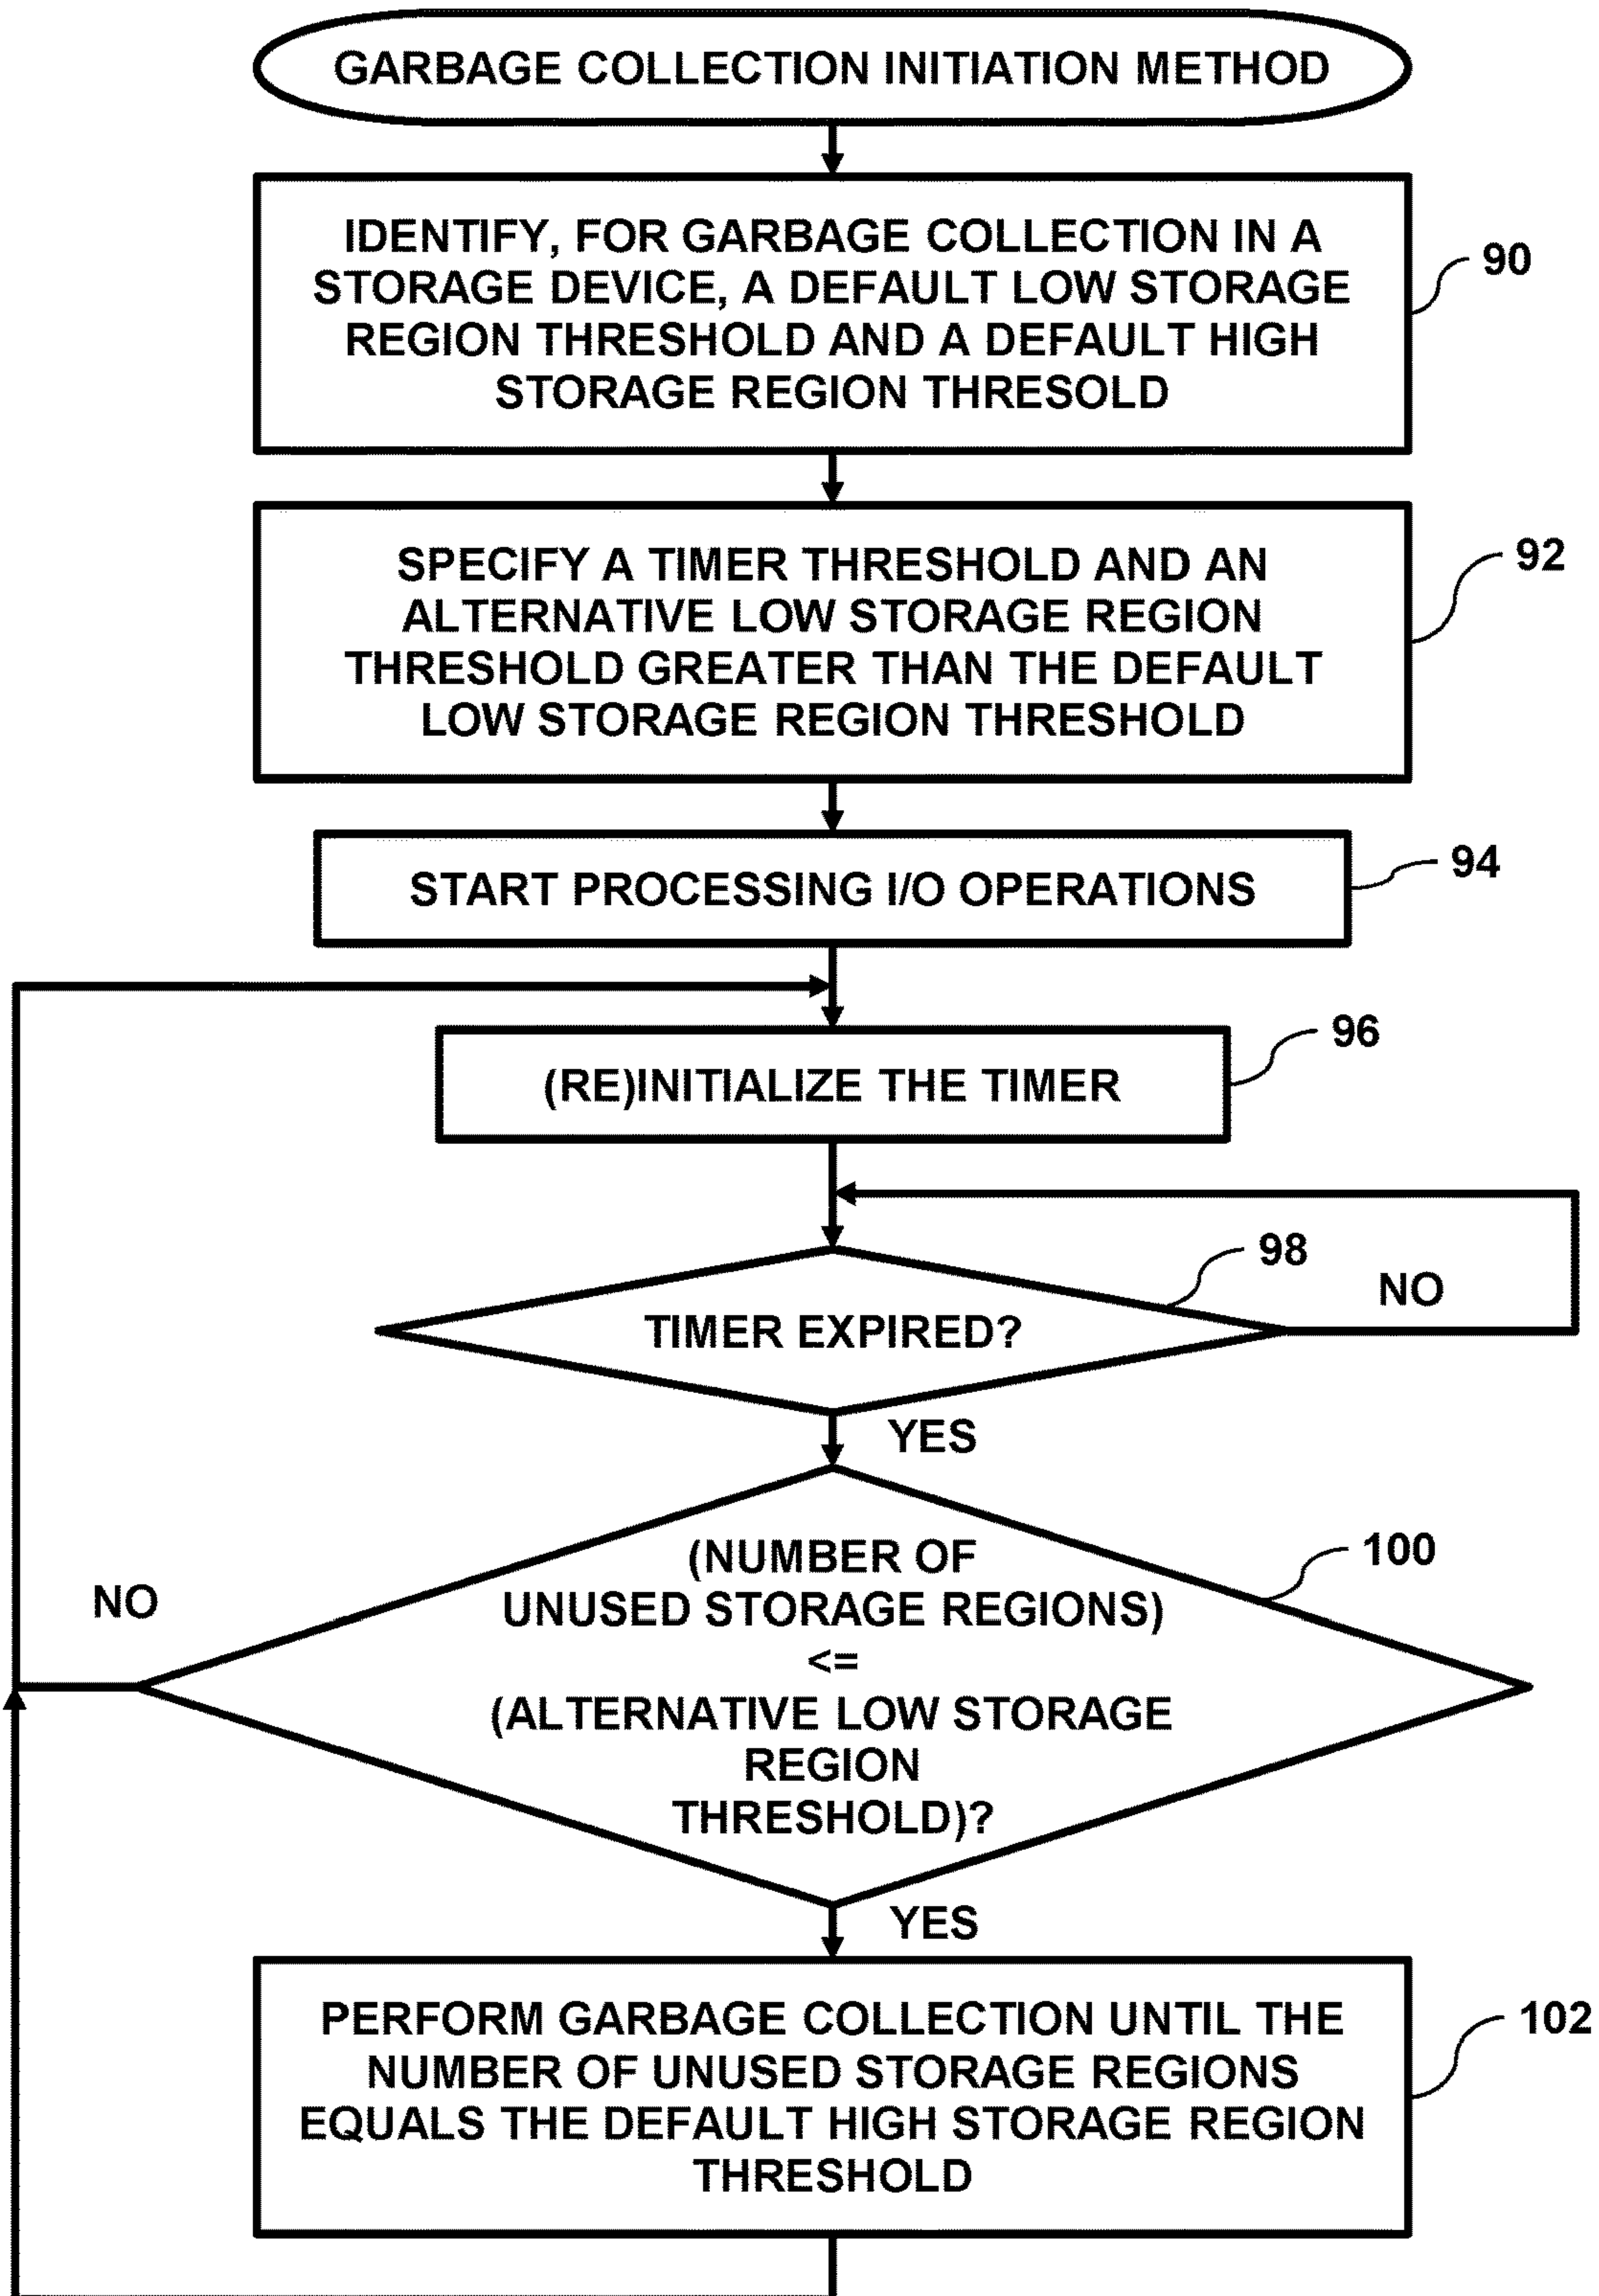 GARBAGE COLLECTION INITIATION METHOD
IDENTIFY, FOR GARBAGE COLLECTION IN A
STORAGE DEVICE, A DEFAULT LOW STORAGE
REGION THRESHOLD AND A DEFAULT HIGH
STORAGE REGION THRESOLD
90
SPECIFY A TIMER THRESHOLD AND AN
ALTERNATIVE LOW STORAGE REGION
THRESHOLD GREATER THAN THE DEFAULT
LOW STORAGE REGION THRESHOLD
92
START PROCESSING I/O OPERATIONS
94
(RE)INITIALIZE THE TIMER
96
TIMER EXPIRED?
98
NO
YES
(NUMBER OF
UNUSED STORAGE REGIONS)
<=
(ALTERNATIVE LOW STORAGE
REGION
THRESHOLD)?
100
NO
YES
PERFORM GARBAGE COLLECTION UNTIL THE
NUMBER OF UNUSED STORAGE REGIONS
EQUALS THE DEFAULT HIGH STORAGE REGION
THRESHOLD
102